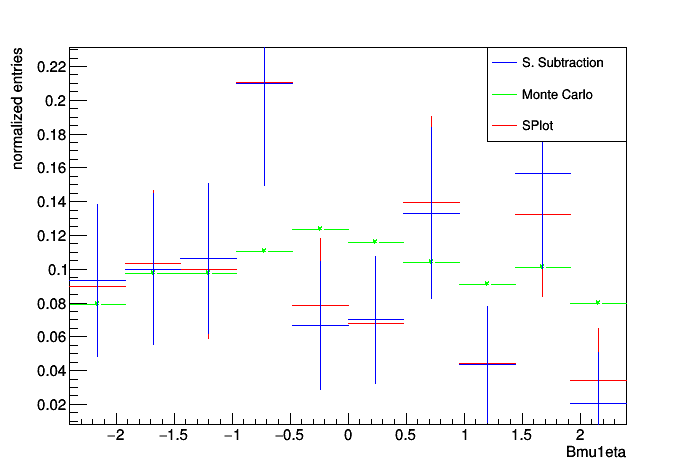 normalized entries
0.22
0.2
0.18
0.16
0.14
0.12
0.1
0.08
0.06
0.04
0.02
S. Subtraction
Monte Carlo
SPlot
−2 −1.5 −1 −0.5 0 0.5 1 1.5 2
Bmu1eta